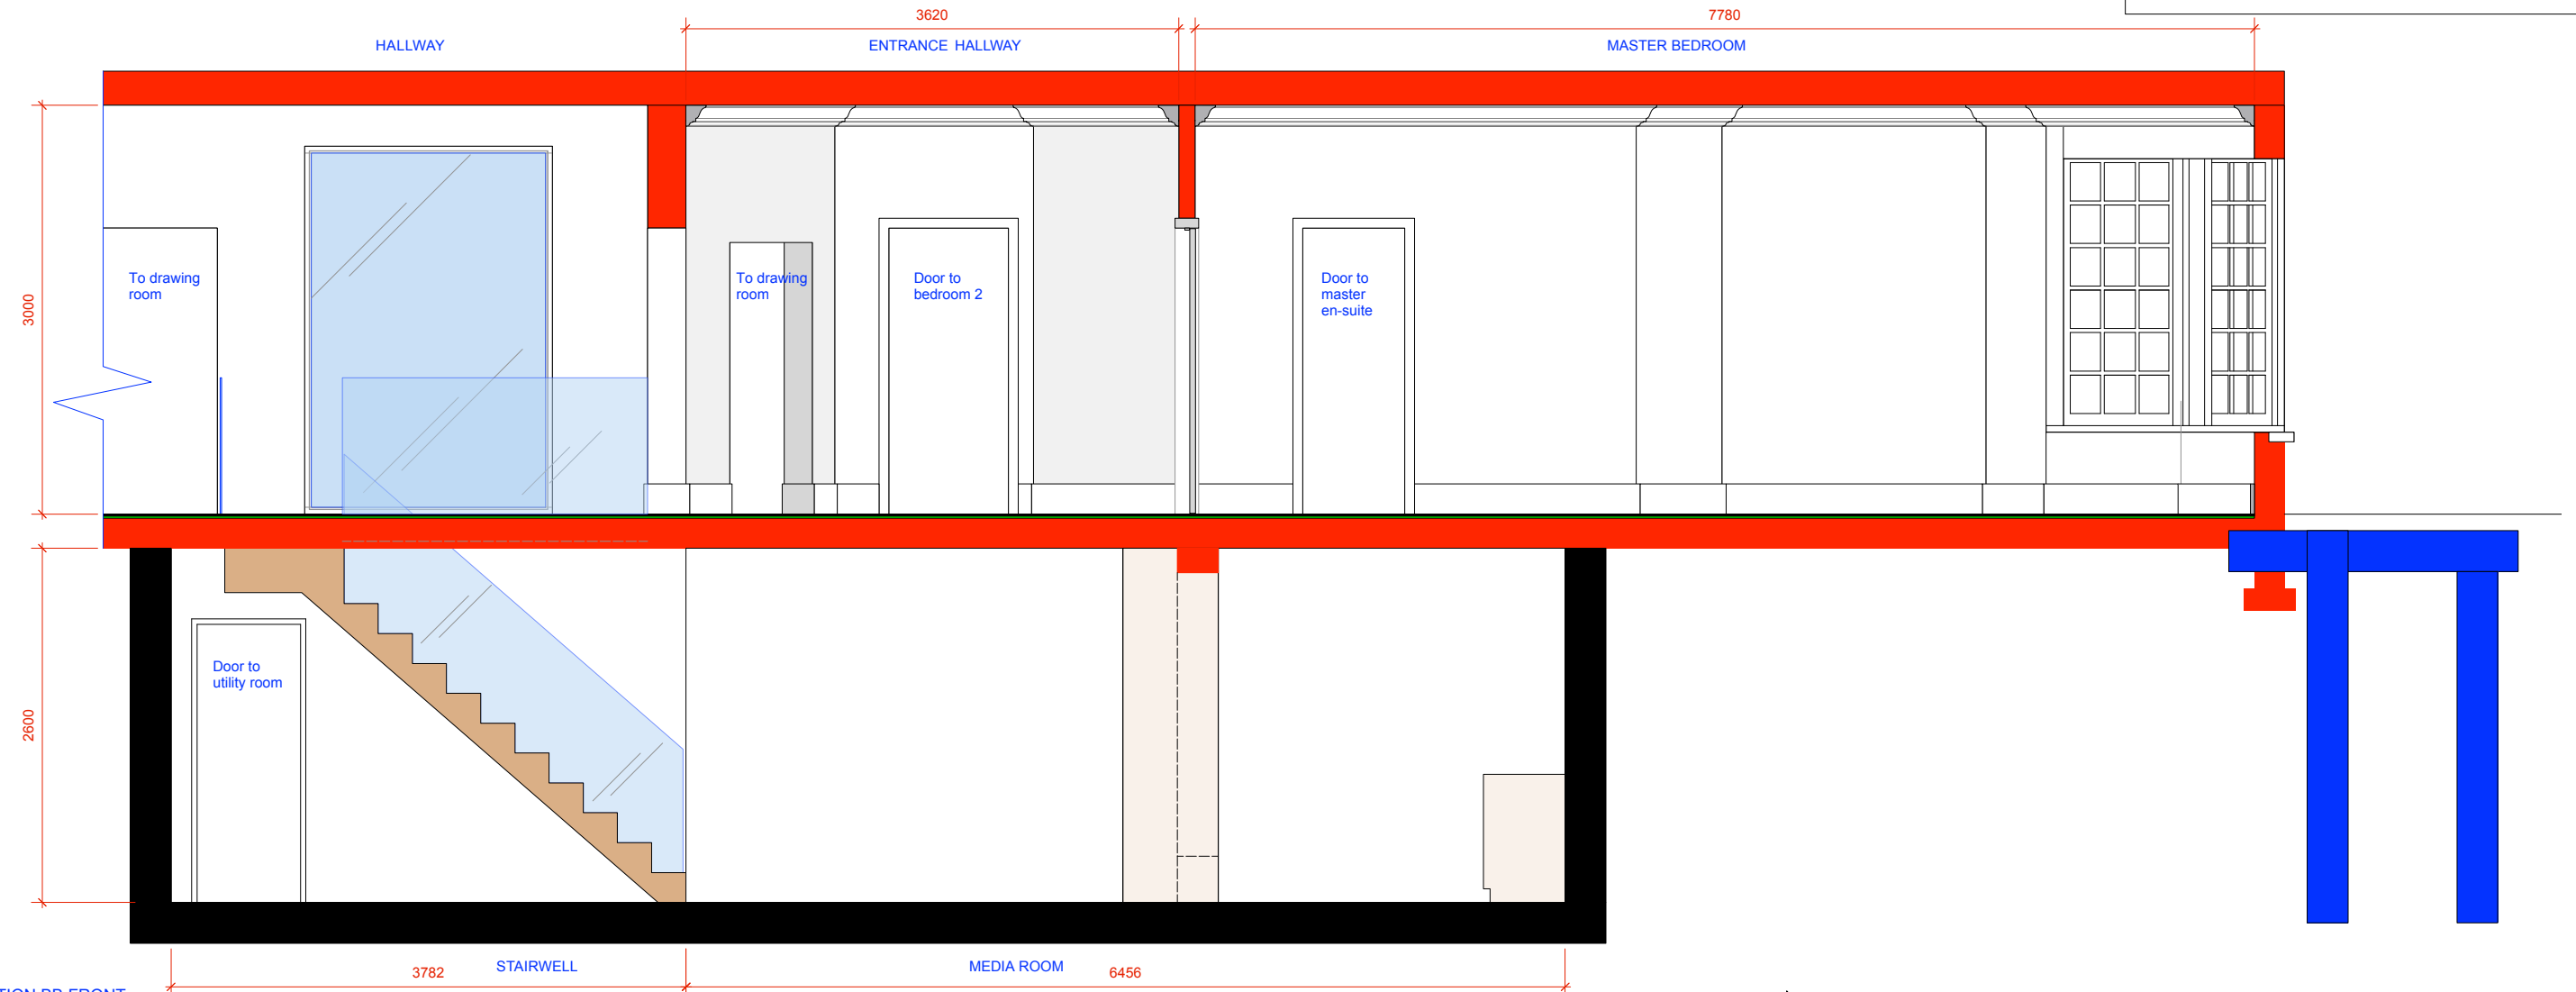 3620
7780
HALLWAY
ENTRANCE HALLWAY
MASTER BEDROOM
3000
To drawing
room
To drawing
room
Door to
bedroom 2
Door to
master
en-suite
2600
Door to
utility room
3782
STAIRWELL
MEDIA ROOM
6456